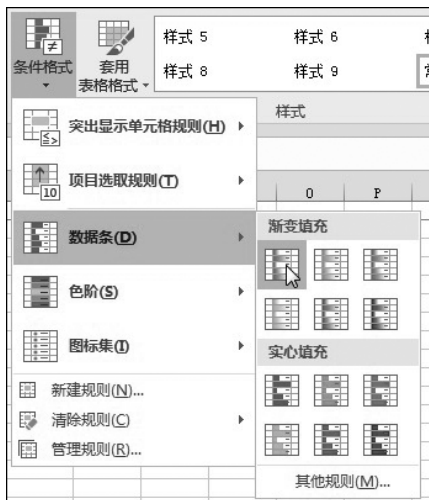 条件格式
套用
表格格式
样式 5
样式 6
样式 8
样式 9
样式
突出显示单元格规则(H)
10
项目选取规则(T)
O
P
数据条(D)
渐变填充
色阶(S)
图标集(I)
实心填充
新建规则(N)...
清除规则(C)
管理规则(R)...
其他规则(M)...